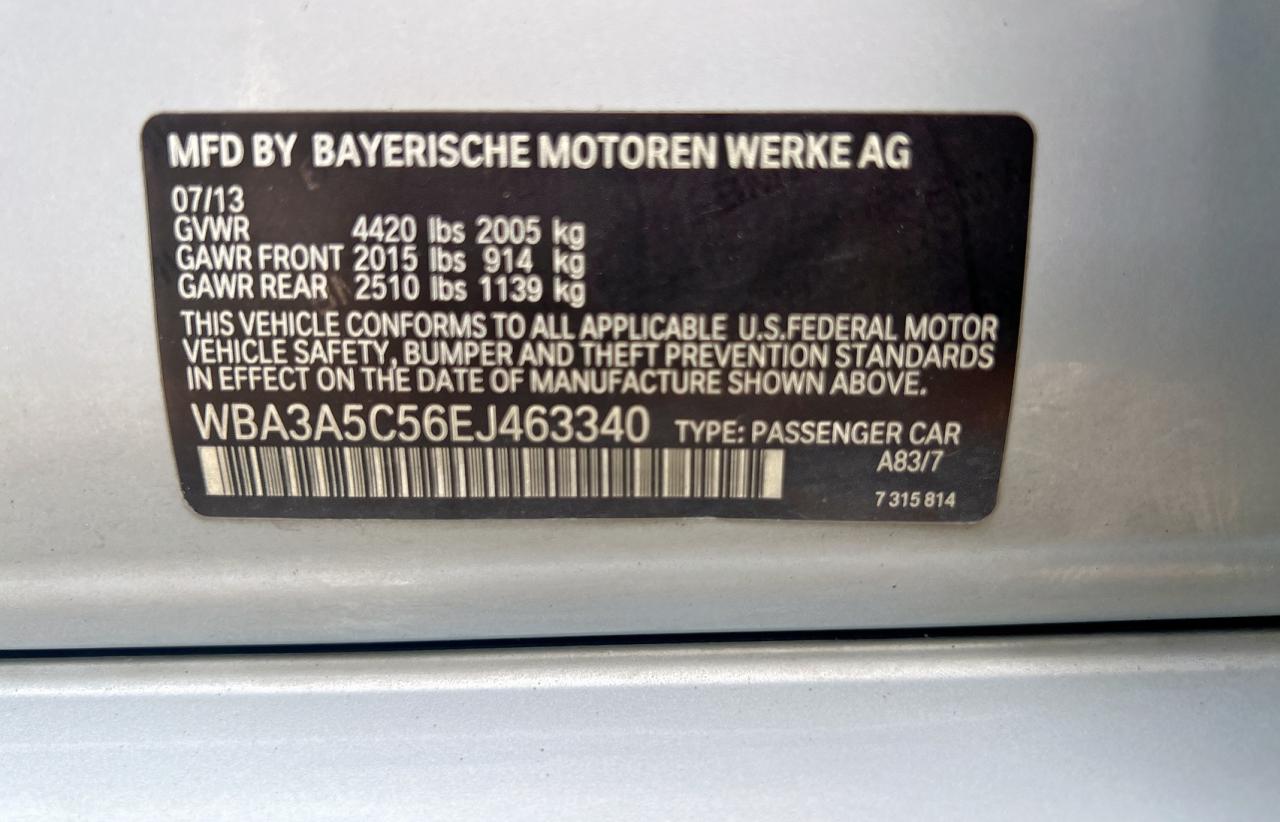 MFD BY BAYERISCHE MOTOREN WERKE AG
07/13
GVWR 4420 lbs 2005 kg
GAWR FRONT 2015 lbs 914 kg
GAWR REAR 2510 lbs 1139 kg
THIS VEHICLE CONFORMS TO ALL APPLICABLE U.S.FEDERAL MOTOR
VEHICLE SAFETY, BUMPER AND THEFT PREVENTION STANDARDS
IN EFFECT ON THE DATE OF MANUFACTURE SHOWN ABOVE.
WBA3A5C56EJ463340 TYPE: PASSENGER CAR
A83/7
7 315 814